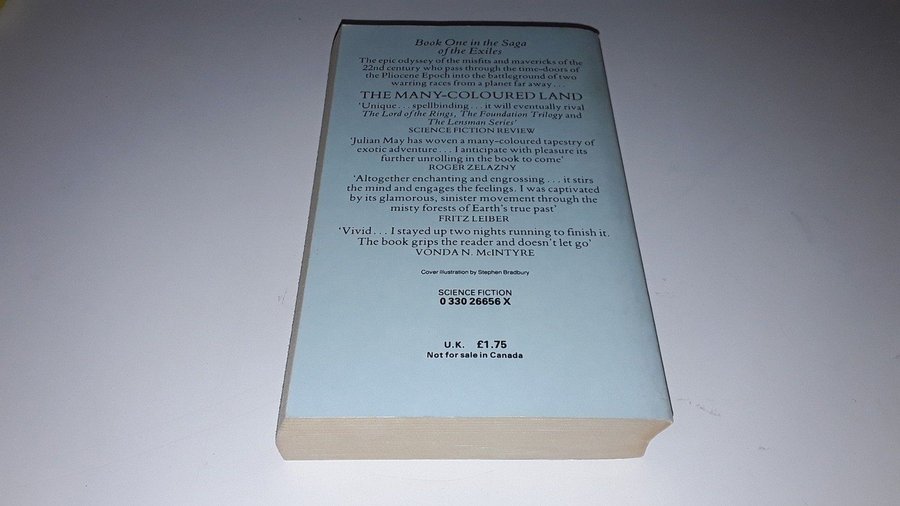 Book One in the Saga
of the Exiles
The epic odyssey of the misfits and mavericks of the
22nd century who pass through the time-doors of
the Pliocene Epoch into the battleground of two
warring races from a planet far away...
THE MANY-COLOURED LAND
'Unique... spellbinding... it will eventually rival
The Lord of the Rings, The Foundation Trilogy and
The Lensman Series'
SCIENCE FICTION REVIEW
'Julian May has woven a many-coloured tapestry of
exotic adventure... I anticipate with pleasure its
further unrolling in the book to come'
ROGER ZELAZNY
'Altogether enchanting and engrossing... it stirs
the mind and engages the feelings. I was captivated
by its glamorous, sinister movement through the
misty forests of Earth's true past'
FRITZ LEIBER
'Vivid... I stayed up two nights running to finish it.
The book grips the reader and doesn't let go'
VONDA N. McINTYRE
Cover illustration by Stephen Bradbury
SCIENCE FICTION
0 330 26656 X
U.K. £1.75
Not for sale in Canada